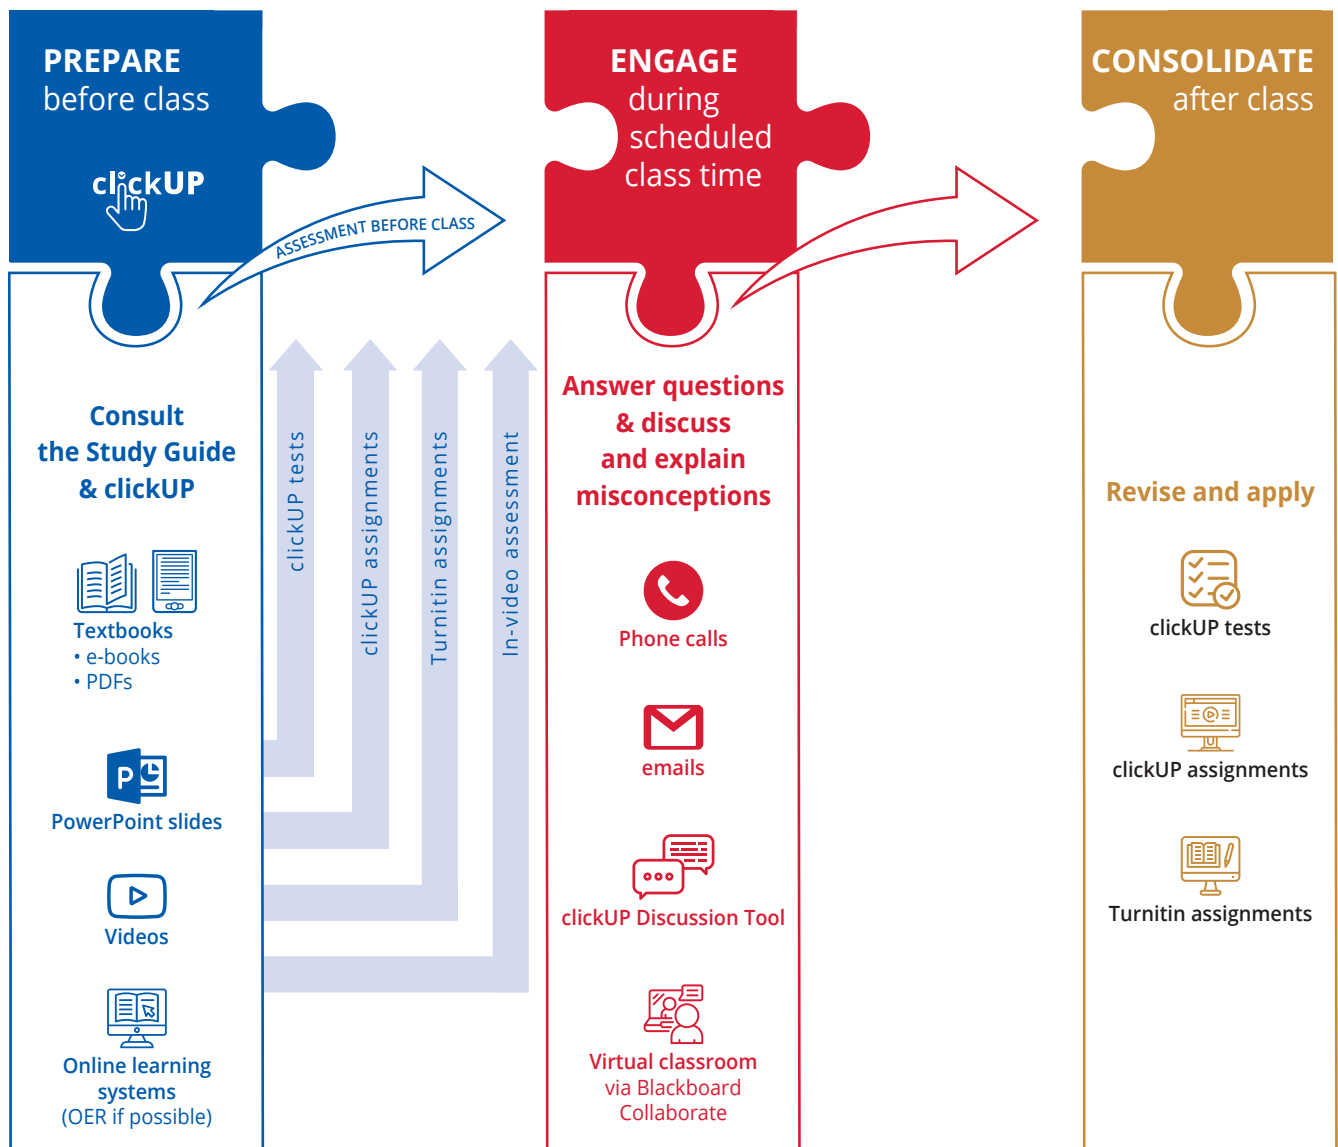 PREPARE
before class
clickUP
ASSESSMENT BEFORE CLASS
Consult
the Study Guide
& clickUP
Textbooks
• e-books
• PDFs
P
PowerPoint slides
Videos
Online learning
systems
(OER if possible)
clickUP tests
clickUP assignments
Turnitin assignments
In-video assessment
ENGAGE
during
scheduled
class time
Answer questions
& discuss
and explain
misconceptions
Phone calls
emails
clickUP Discussion Tool
Virtual classroom
via Blackboard
Collaborate
CONSOLIDATE
after class
Revise and apply
clickUP tests
clickUP assignments
Turnitin assignments